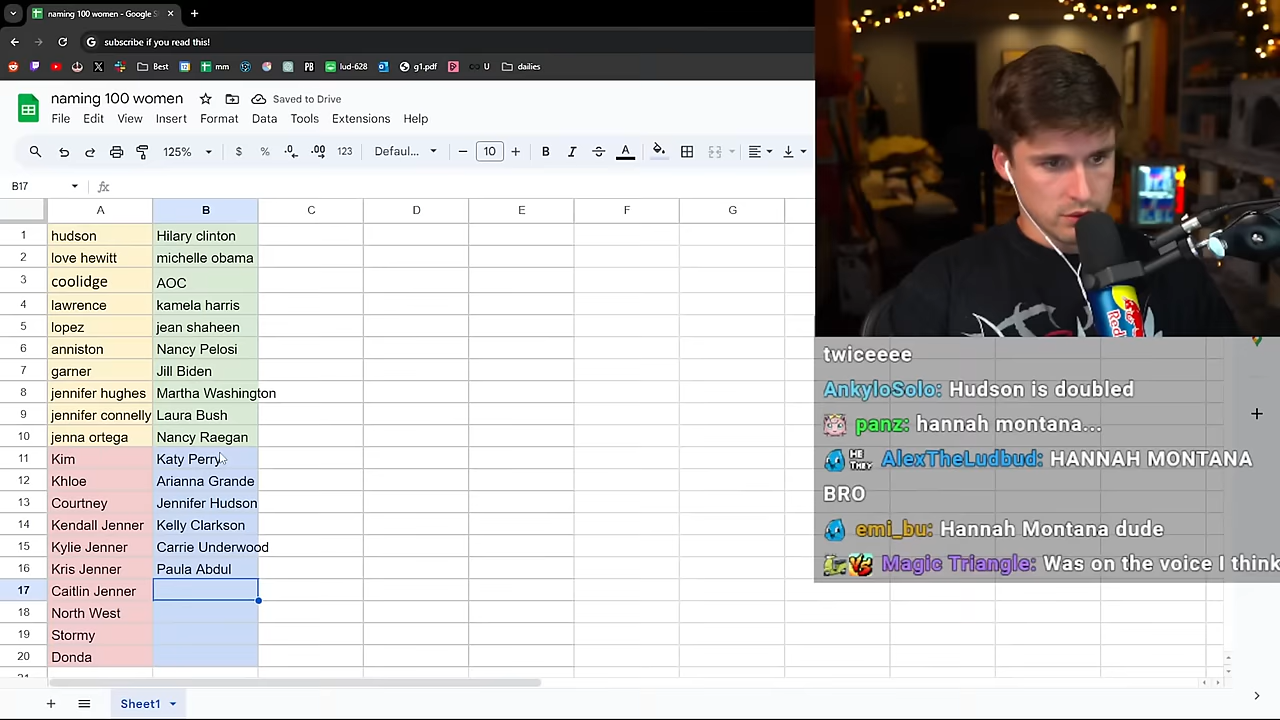 naming 100 women - Google S
subscribe if you read this!
Best
mm
PB
lud-628
g1.pdf
U
dailies
naming 100 women
Saved to Drive
File Edit View Insert Format Data Tools Extensions Help
125% $ % .0 .00 123 Defaul... − 10 + B I A
B17 fx
A B C D E F G
1 hudson Hilary clinton
2 love hewitt michelle obama
3 coolidge AOC
4 lawrence kamela harris
5 lopez jean shaheen
6 anniston Nancy Pelosi
7 garner Jill Biden
8 jennifer hughes Martha Washington
9 jennifer connelly Laura Bush
10 jenna ortega Nancy Raegan
11 Kim Katy Perry
12 Khloe Arianna Grande
13 Courtney Jennifer Hudson
14 Kendall Jenner Kelly Clarkson
15 Kylie Jenner Carrie Underwood
16 Kris Jenner Paula Abdul
17 Caitlin Jenner
18 North West
19 Stormy
20 Donda
Sheet1
twiceeee
AnkyloSolo: Hudson is doubled
panz: hannah montana...
HE THEY AlexTheLudbud: HANNAH MONTANA
BRO
emi_bu: Hannah Montana dude
VS Magic Triangle: Was on the voice I think
Red